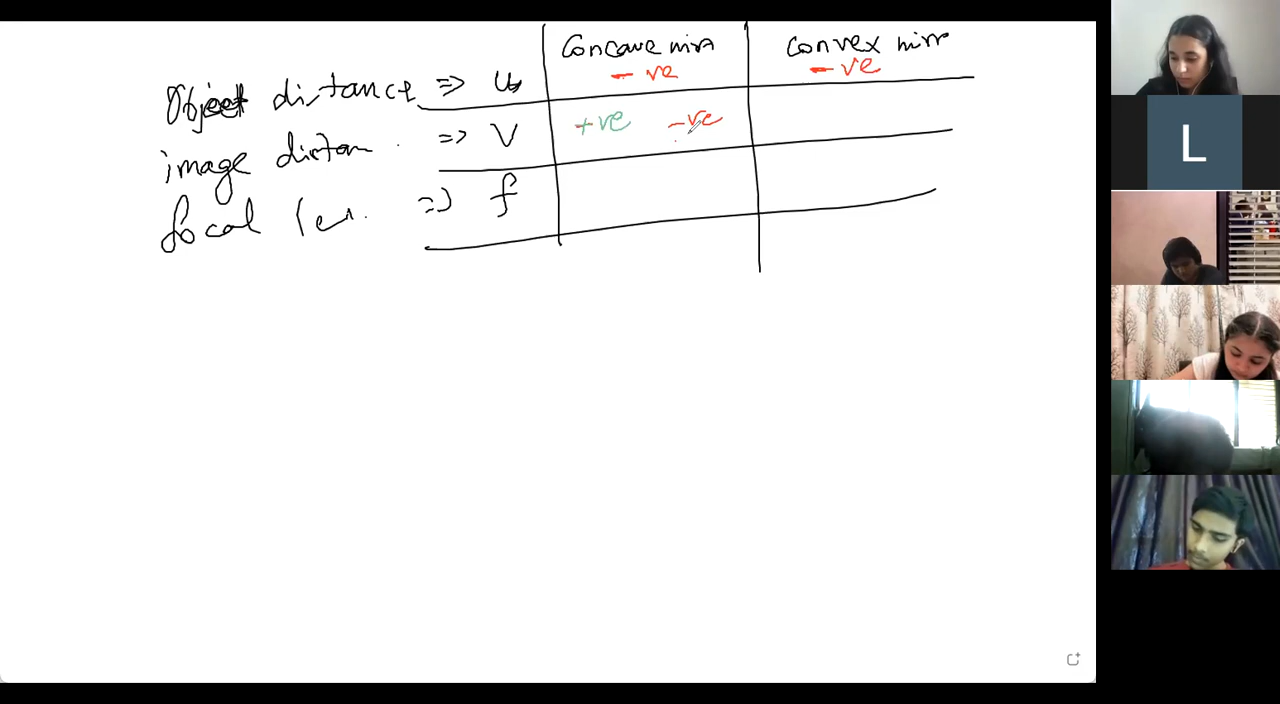 Concave mirr convex mirr
Object distance => u - ve - ve
image distan . => V +ve -ve
focal len. => f
L